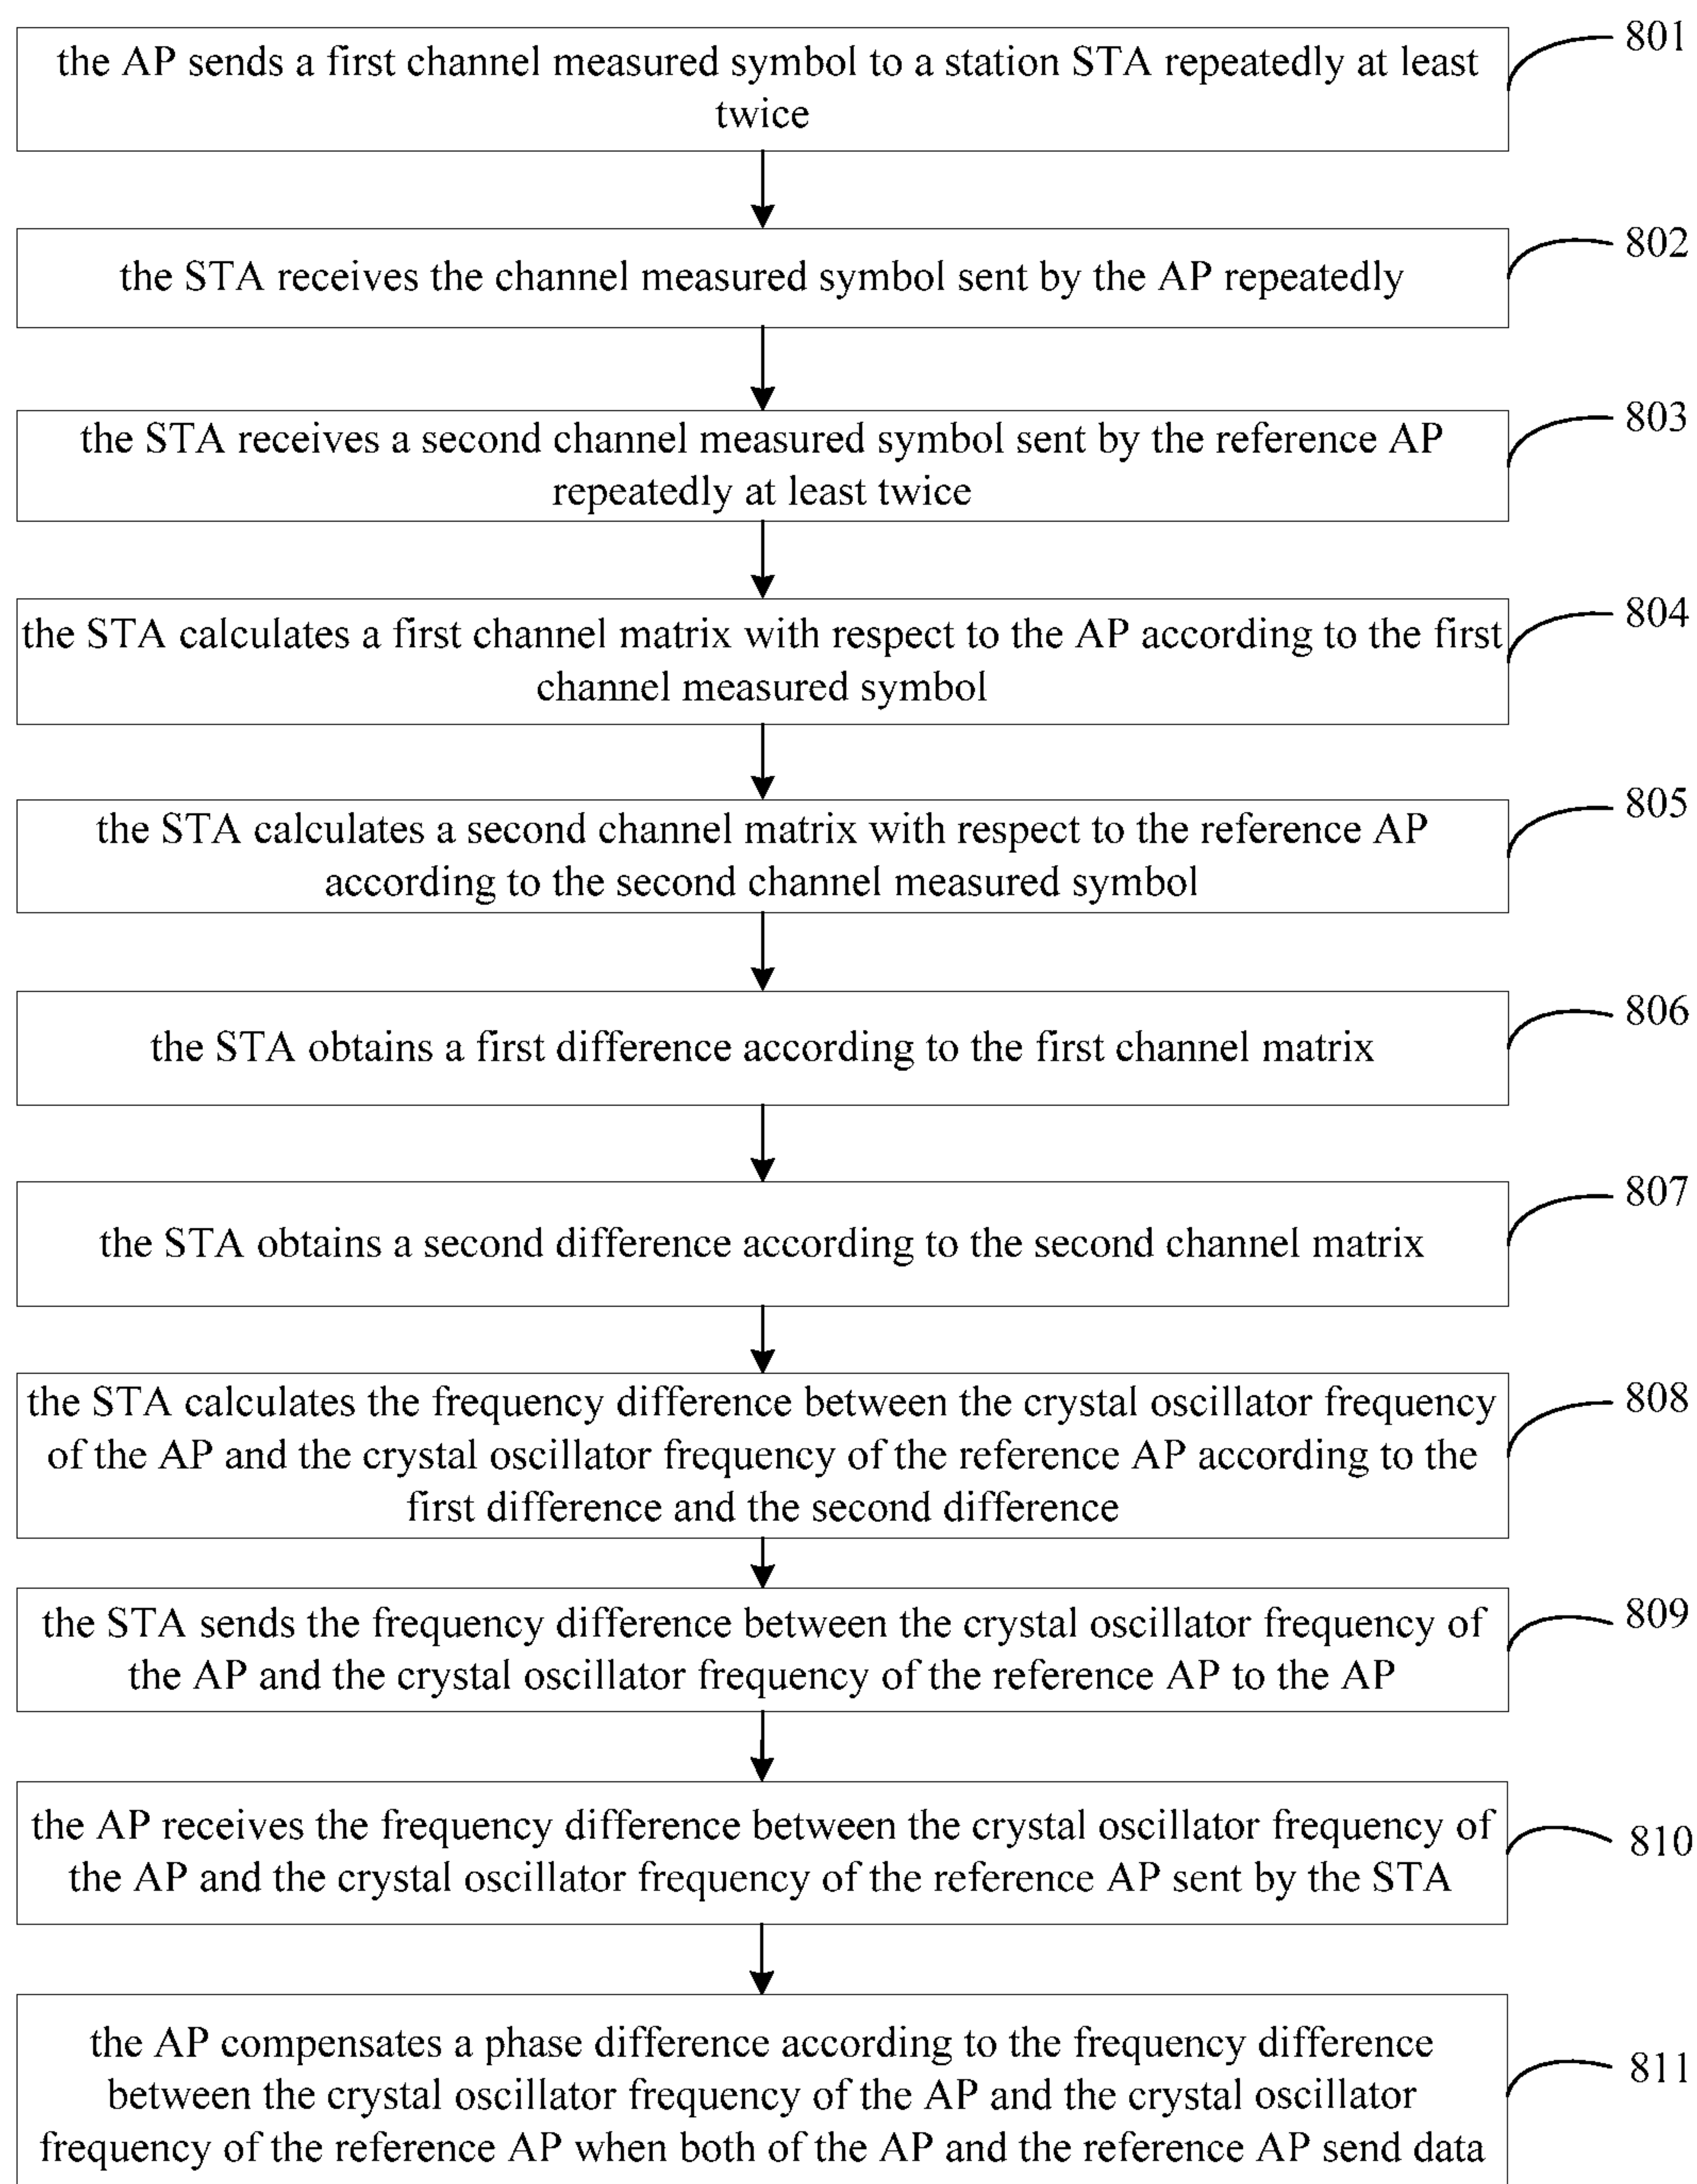 the AP sends a first channel measured symbol to a station STA repeatedly at least
twice
801
the STA receives the channel measured symbol sent by the AP repeatedly
802
the STA receives a second channel measured symbol sent by the reference AP
repeatedly at least twice
803
the STA calculates a first channel matrix with respect to the AP according to the first
channel measured symbol
804
the STA calculates a second channel matrix with respect to the reference AP
according to the second channel measured symbol
805
the STA obtains a first difference according to the first channel matrix
806
the STA obtains a second difference according to the second channel matrix
807
the STA calculates the frequency difference between the crystal oscillator frequency
of the AP and the crystal oscillator frequency of the reference AP according to the
first difference and the second difference
808
the STA sends the frequency difference between the crystal oscillator frequency of
the AP and the crystal oscillator frequency of the reference AP to the AP
809
the AP receives the frequency difference between the crystal oscillator frequency of
the AP and the crystal oscillator frequency of the reference AP sent by the STA
810
the AP compensates a phase difference according to the frequency difference
between the crystal oscillator frequency of the AP and the crystal oscillator
frequency of the reference AP when both of the AP and the reference AP send data
811